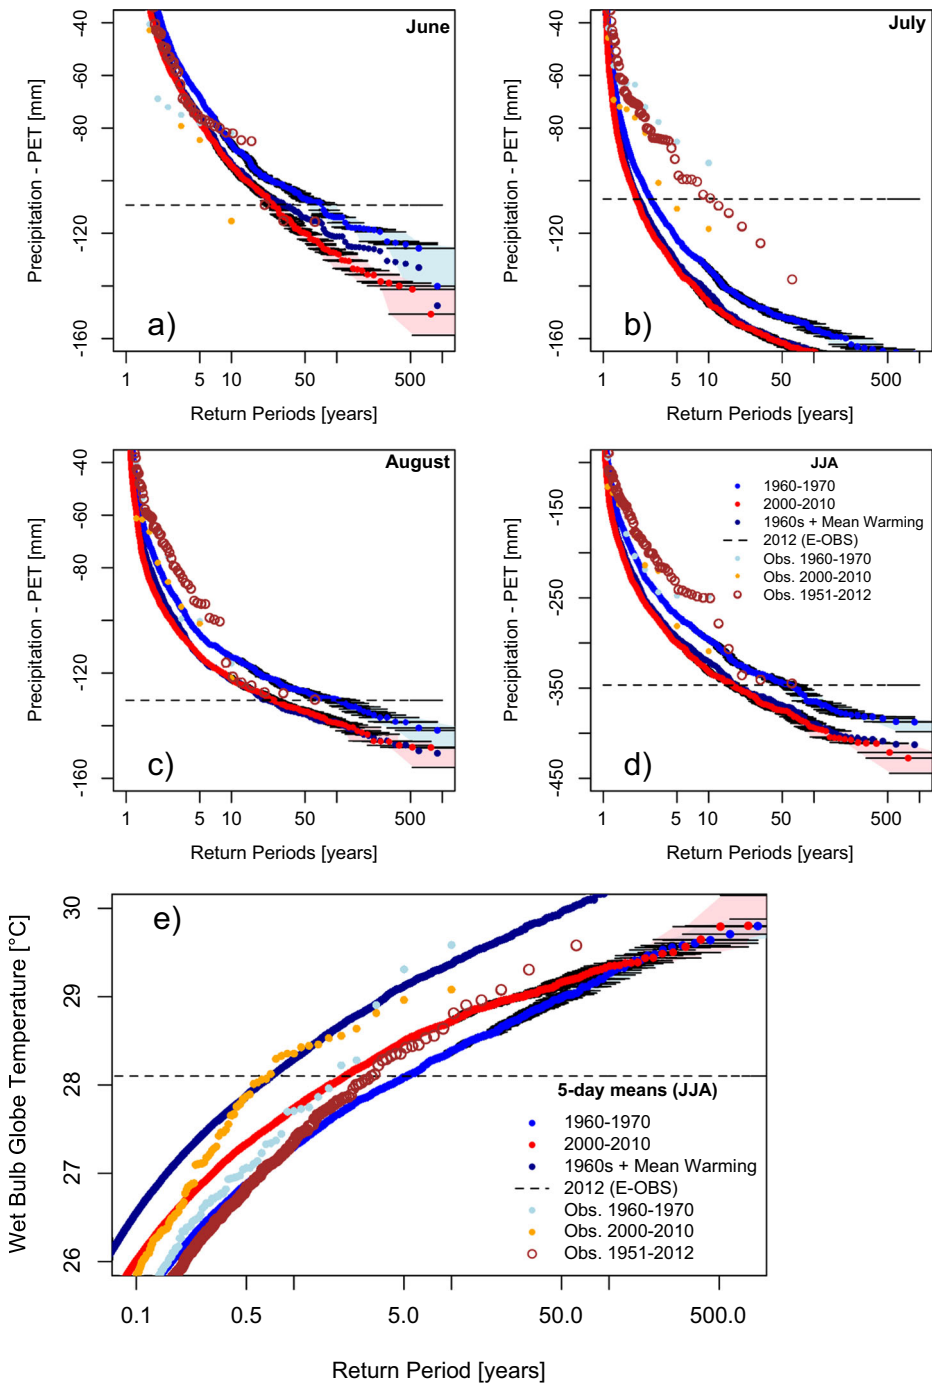 June
Precipitation - PET [mm]
-40
-60
-80
-120
-160
a)
1 5 10 50 500
Return Periods [years]
July
Precipitation - PET [mm]
-40
-60
-80
-120
-160
b)
1 5 10 50 500
Return Periods [years]
August
Precipitation - PET [mm]
-40
-60
-80
-120
-160
c)
1 5 10 50 500
Return Periods [years]
JJA
1960-1970
2000-2010
1960s + Mean Warming
2012 (E-OBS)
Obs. 1960-1970
Obs. 2000-2010
Obs. 1951-2012
Precipitation - PET [mm]
-150
-250
-350
-450
d)
1 5 10 50 500
Return Periods [years]
e)
Wet Bulb Globe Temperature [°C]
30
29
28
27
26
5-day means (JJA)
1960-1970
2000-2010
1960s + Mean Warming
2012 (E-OBS)
Obs. 1960-1970
Obs. 2000-2010
Obs. 1951-2012
0.1 0.5 5.0 50.0 500.0
Return Period [years]